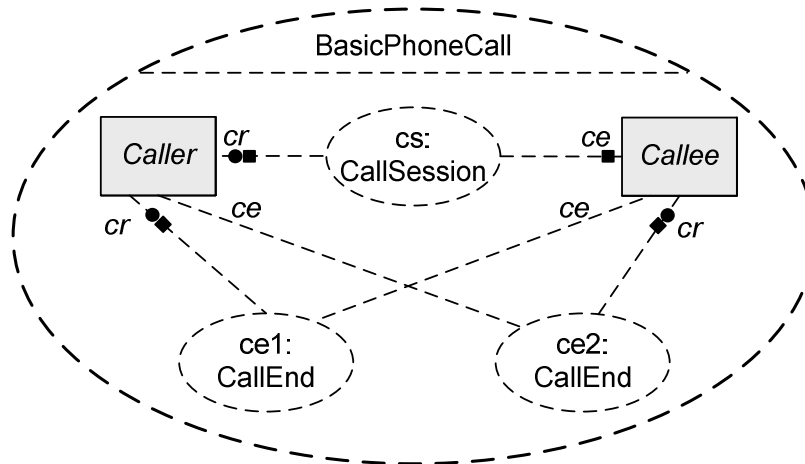 BasicPhoneCall
Caller
cr
cs:
CallSession
ce
Callee
cr
ce
ce
cr
ce1:
CallEnd
ce2:
CallEnd